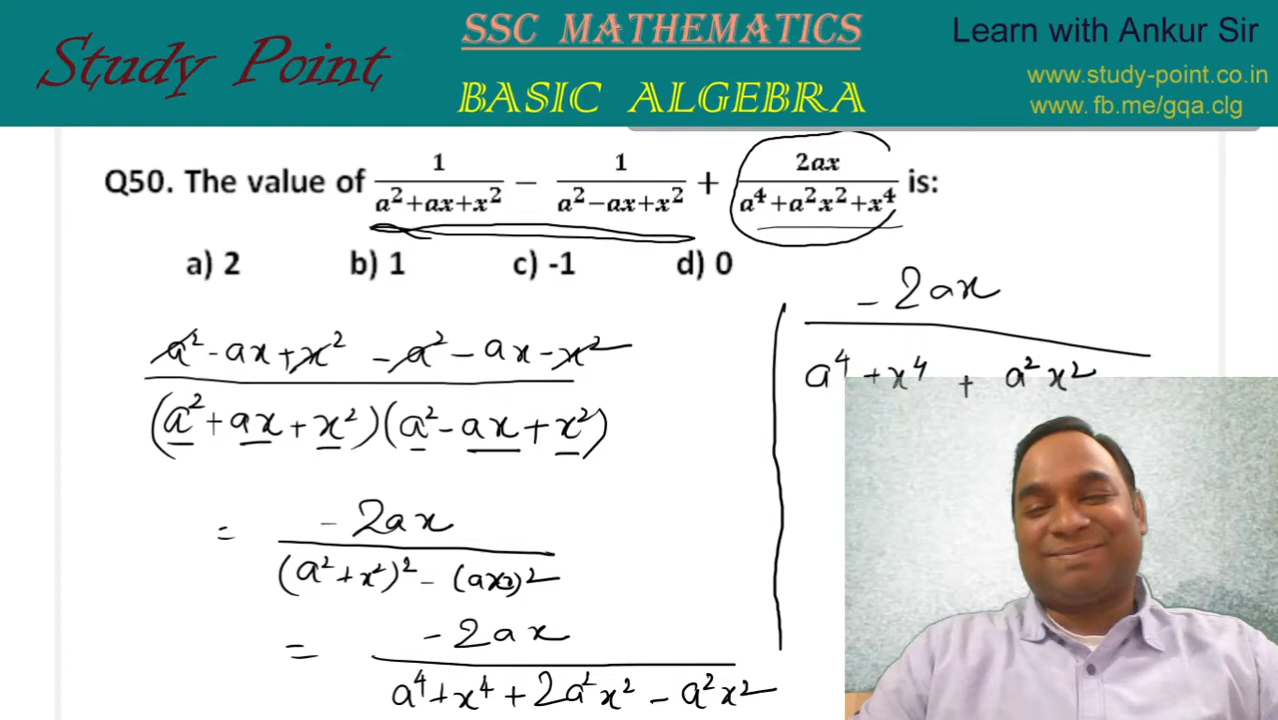 Study Point
SSC MATHEMATICS
BASIC ALGEBRA
Learn with Ankur Sir
www.study-point.co.in
www.fb.me/gqa.clg
Q50. The value of 1/(a²+ax+x²) − 1/(a²−ax+x²) + 2ax/(a⁴+a²x²+x⁴) is:
a) 2 b) 1 c) -1 d) 0
a² - ax + x² - a² - ax - x²
(a² + ax + x²)(a² - ax + x²)
= - 2ax
(a² + x²)² - (ax)²
= - 2ax
a⁴ + x⁴ + 2a²x² - a²x²
- 2ax
a⁴ + x⁴ + a²x²